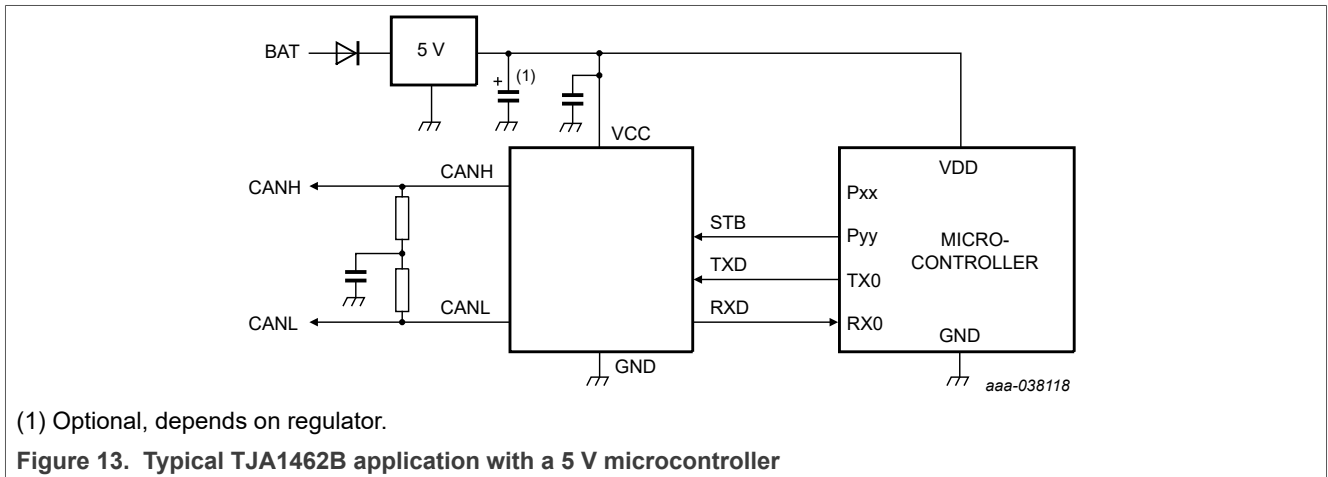 BAT
5 V
+
(1)
VCC
VDD
CANH
CANH
Pxx
STB
Pyy
MICRO-
CONTROLLER
TXD
TX0
CANL
CANL
RXD
RX0
GND
GND
aaa-038118
(1) Optional, depends on regulator.
Figure 13. Typical TJA1462B application with a 5 V microcontroller